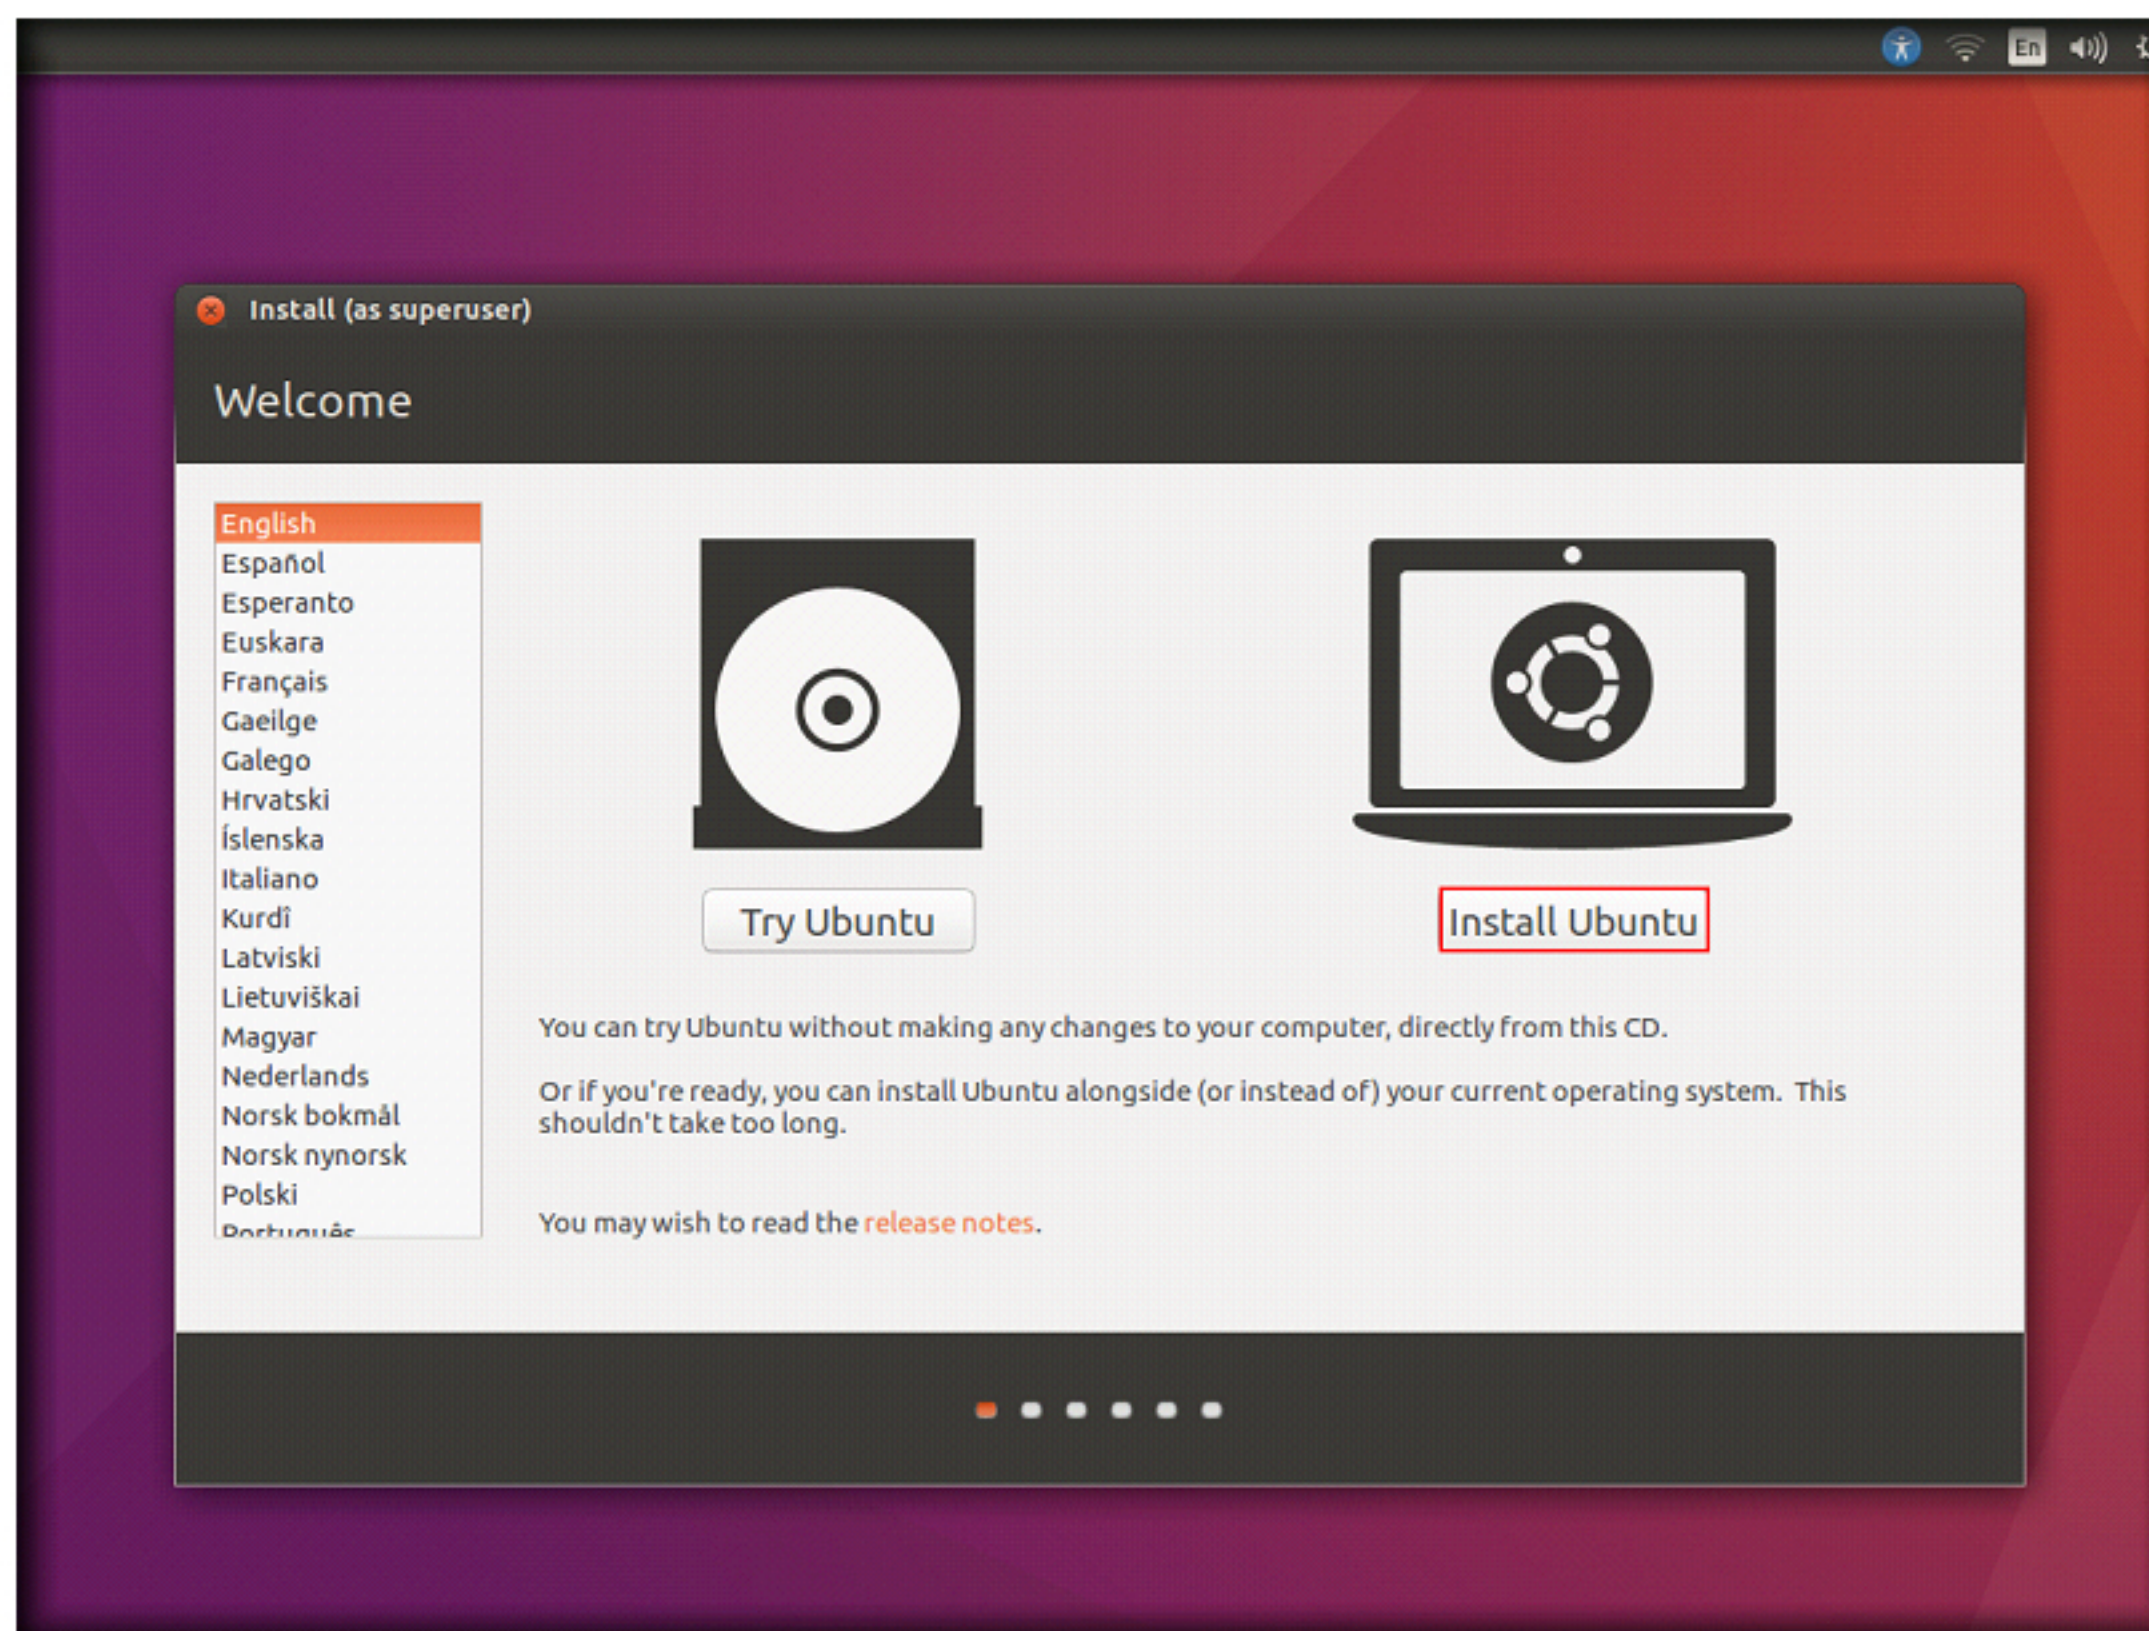 En
Install (as superuser)
Welcome
English
Español
Esperanto
Euskara
Français
Gaeilge
Galego
Hrvatski
Íslenska
Italiano
Kurdî
Latviski
Lietuviškai
Magyar
Nederlands
Norsk bokmål
Norsk nynorsk
Polski
Português
Try Ubuntu
Install Ubuntu
You can try Ubuntu without making any changes to your computer, directly from this CD.
Or if you're ready, you can install Ubuntu alongside (or instead of) your current operating system. This
shouldn't take too long.
You may wish to read the release notes.